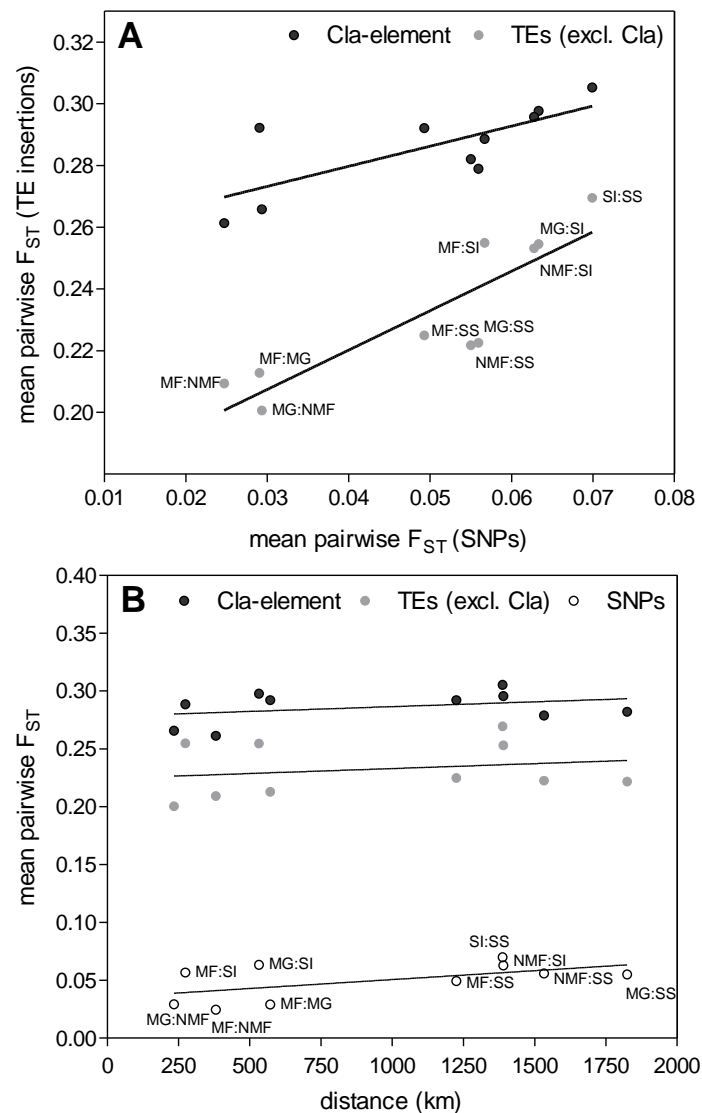 A
Cla-element
TEs (excl. Cla)
0.32
0.30
0.28
0.26
0.24
0.22
0.20
mean pairwise FST (TE insertions)
SI:SS
MG:SI
MF:SI
NMF:SI
MF:SS
MG:SS
NMF:SS
MF:MG
MF:NMF
MG:NMF
0.01 0.02 0.03 0.04 0.05 0.06 0.07 0.08
mean pairwise FST (SNPs)
B
Cla-element
TEs (excl. Cla)
SNPs
0.40
0.35
0.30
0.25
0.20
0.15
0.10
0.05
0.00
mean pairwise FST
SI:SS
MF:SI
MG:SI
NMF:SI
MF:SS
NMF:SS
MG:SS
MG:NMF
MF:NMF
MF:MG
0 250 500 750 1000 1250 1500 1750 2000
distance (km)